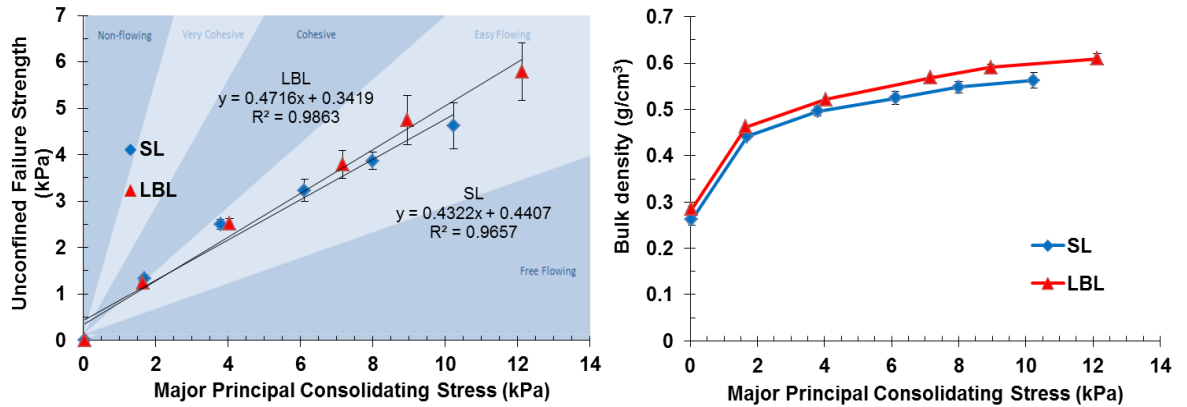 7
6
5
4
3
2
1
0
Unconfined Failure Strength
(kPa)
Non-flowing
Very Cohesive
Cohesive
Easy Flowing
LBL
y = 0.4716x + 0.3419
R² = 0.9863
SL
LBL
SL
y = 0.4322x + 0.4407
R² = 0.9657
Free Flowing
0 2 4 6 8 10 12 14
Major Principal Consolidating Stress (kPa)
0.7
0.6
0.5
0.4
0.3
0.2
0.1
0
Bulk density (g/cm³)
SL
LBL
0 2 4 6 8 10 12 14
Major Principal Consolidating Stress (kPa)